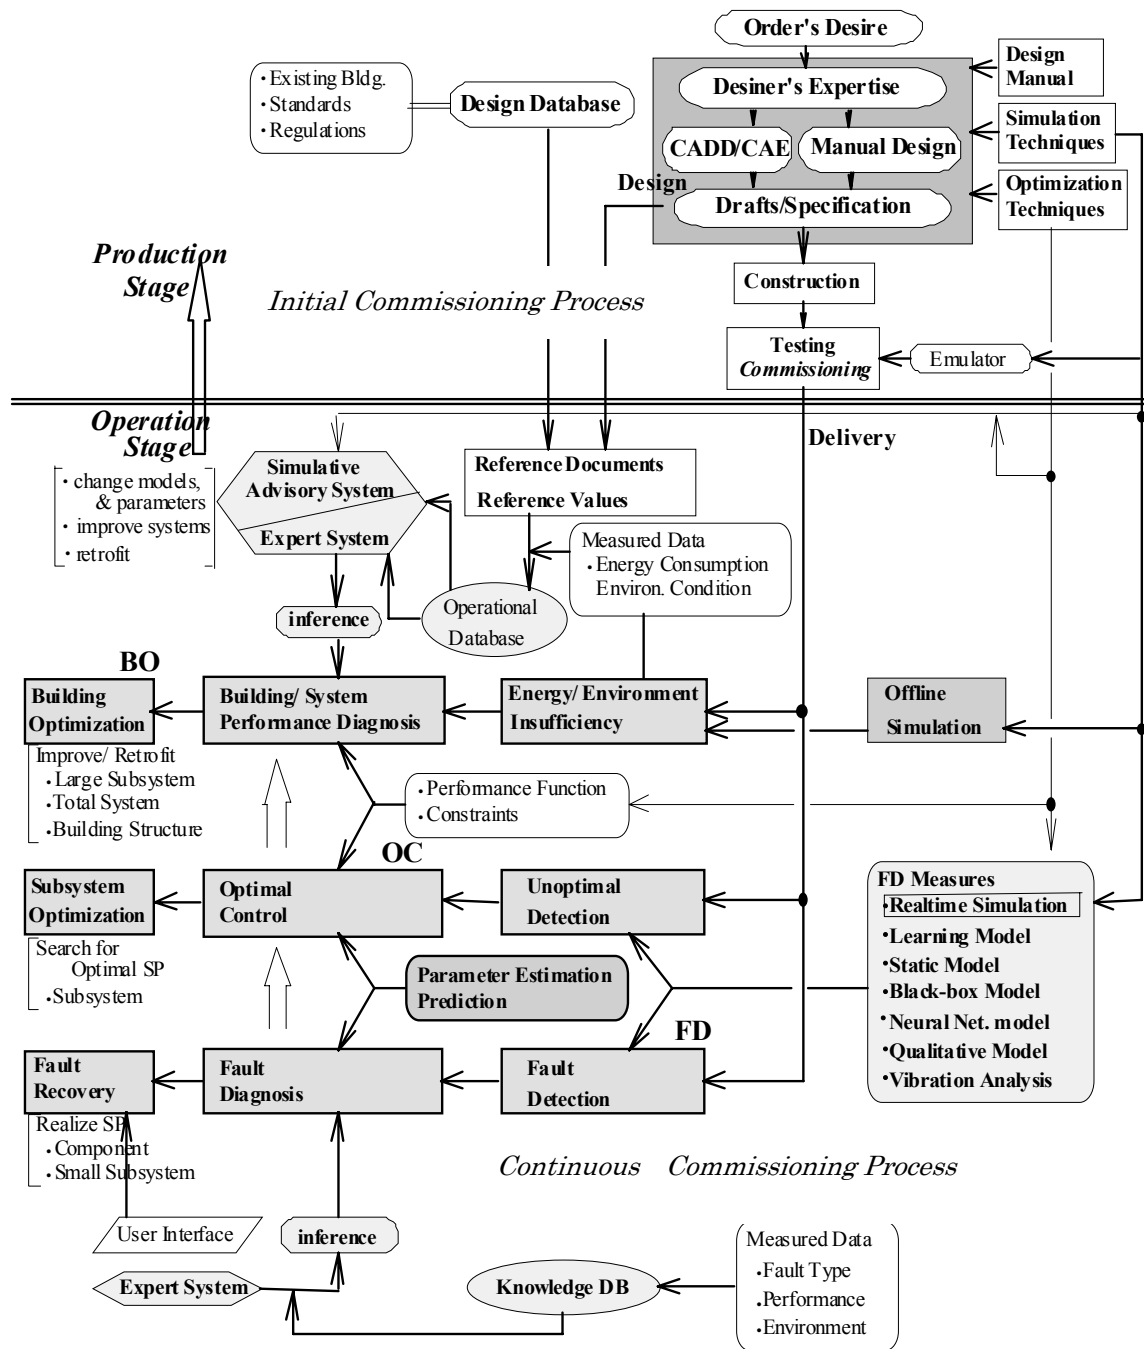 Order's Desire
Design
Manual
· Existing Bldg.
· Standards
· Regulations
Design Database
Desiner's Expertise
CADD/CAE
Manual Design
Simulation
Techniques
Design
Drafts/Specification
Optimization
Techniques
Production
Stage
Initial Commissioning Process
Construction
Testing
Commissioning
Emulator
Operation
Stage
Delivery
· change models,
& parameters
· improve systems
· retrofit
Simulative
Advisory System
Expert System
Reference Documents
Reference Values
Measured Data
· Energy Consumption
Environ. Condition
Operational
Database
inference
BO
Building
Optimization
Building/ System
Performance Diagnosis
Energy/ Environment
Insufficiency
Offline
Simulation
Improve/ Retrofit
· Large Subsystem
· Total System
· Building Structure
· Performance Function
· Constraints
OC
Subsystem
Optimization
Optimal
Control
Unoptimal
Detection
FD Measures
·Realtime Simulation
·Learning Model
·Static Model
·Black-box Model
·Neural Net. model
·Qualitative Model
·Vibration Analysis
Search for
Optimal SP
· Subsystem
Parameter Estimation
Prediction
FD
Fault
Recovery
Fault
Diagnosis
Fault
Detection
Realize SP
· Component
· Small Subsystem
Continuous Commissioning Process
User Interface
inference
Expert System
Knowledge DB
Measured Data
· Fault Type
· Performance
· Environment